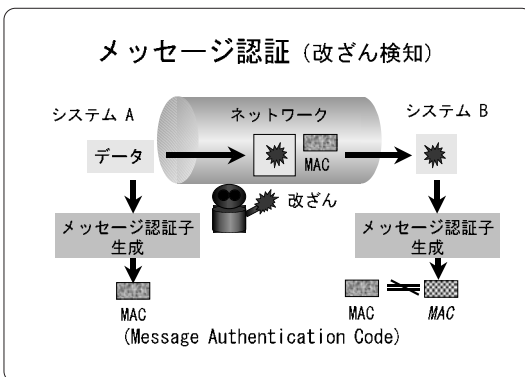 メッセージ認証（改ざん検知）
システム A
ネットワーク
システム B
データ
MAC
改ざん
メッセージ認証子
生成
メッセージ認証子
生成
MAC
MAC
MAC
(Message Authentication Code)